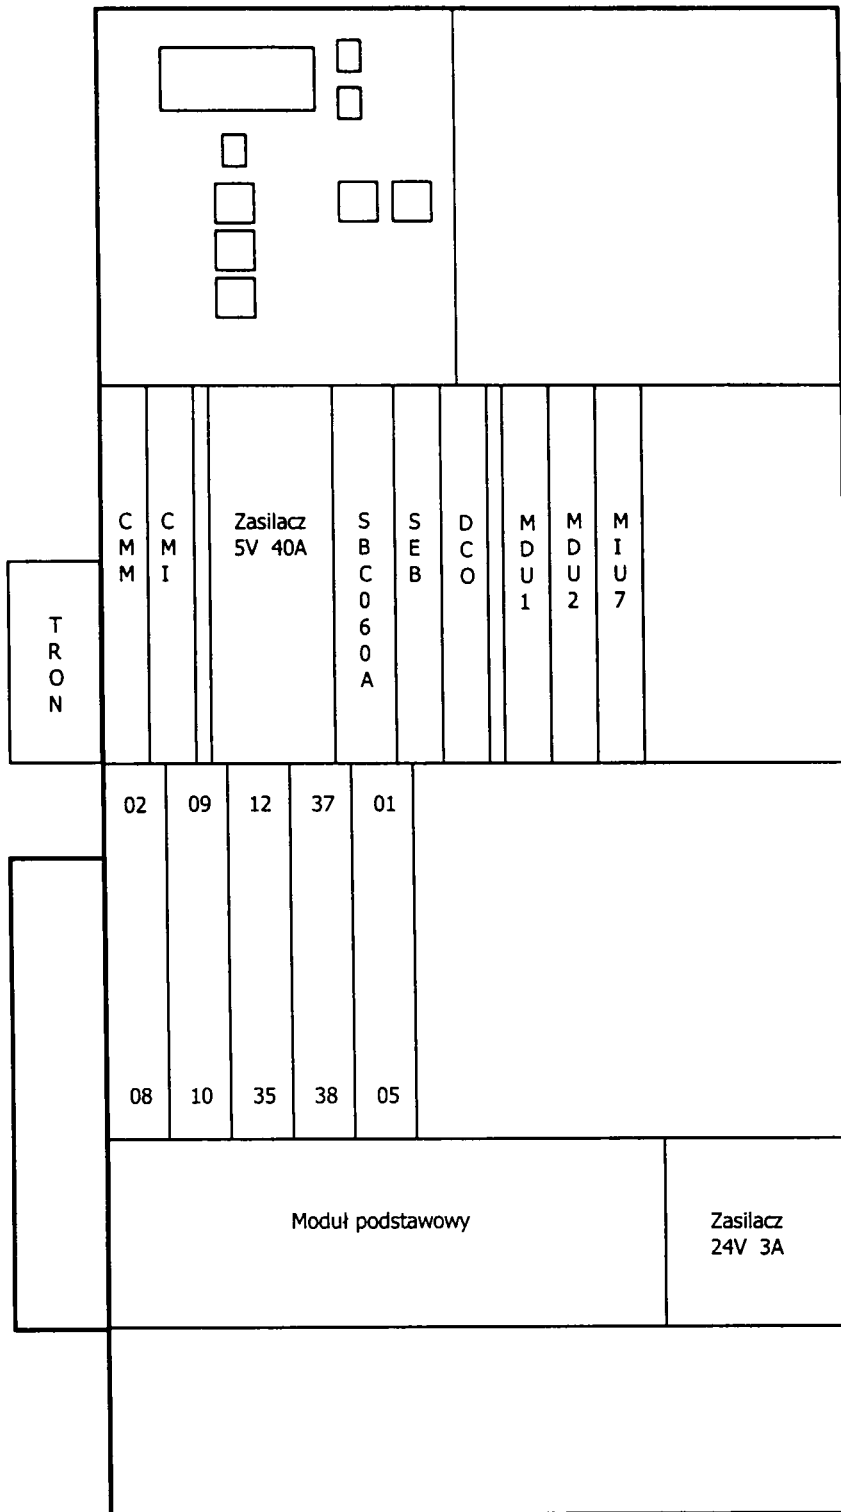 CMM
CMI
Zasilacz
5V 40A
SBC060A
SEB
DCO
MDU1
MDU2
MIU7
TRON
02 09 12 37 01
08 10 35 38 05
Moduł podstawowy
Zasilacz
24V 3A